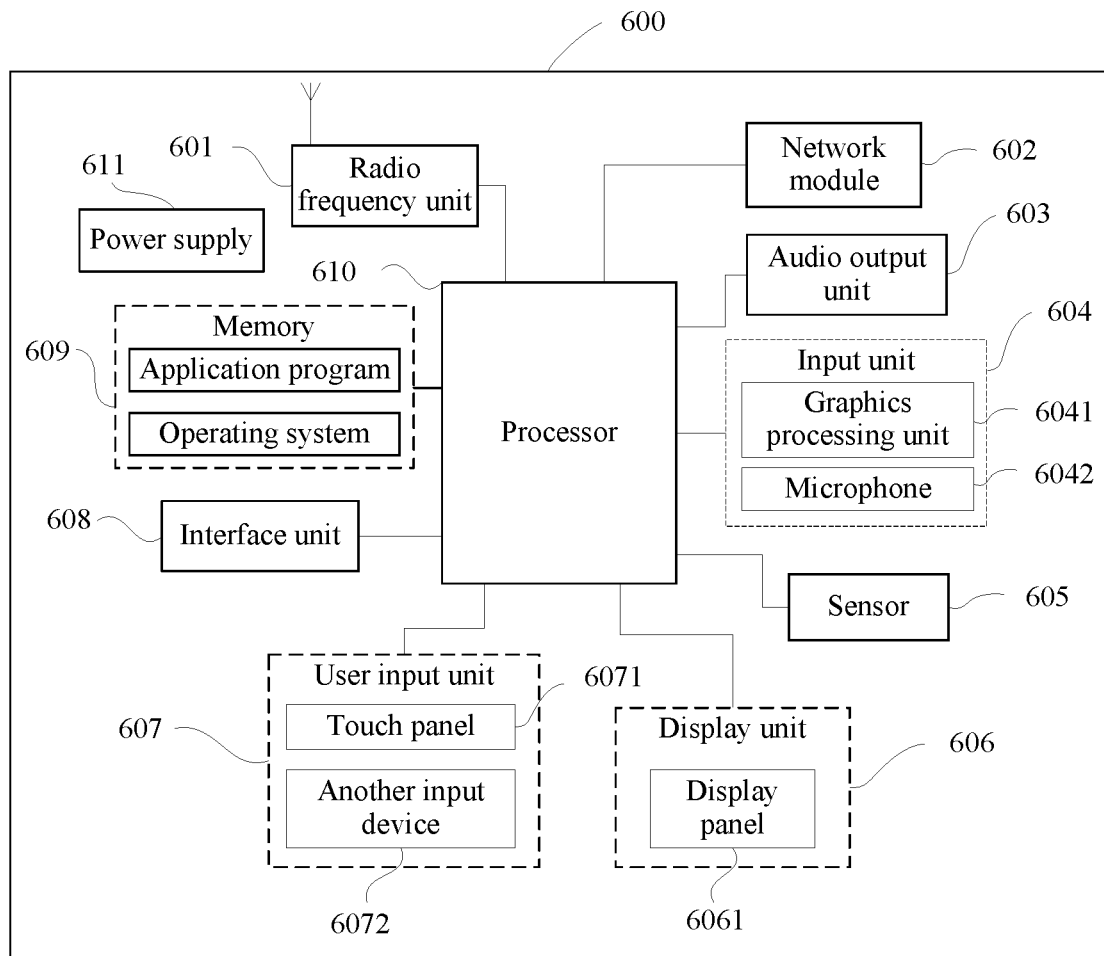 600
601
Radio
frequency unit
611
Power supply
Network
module
602
603
Audio output
unit
610
Memory
609
Application program
Operating system
604
Input unit
Graphics
processing unit
6041
Microphone
6042
Processor
608
Interface unit
Sensor
605
User input unit
6071
607
Touch panel
Another input
device
6072
Display unit
606
Display
panel
6061